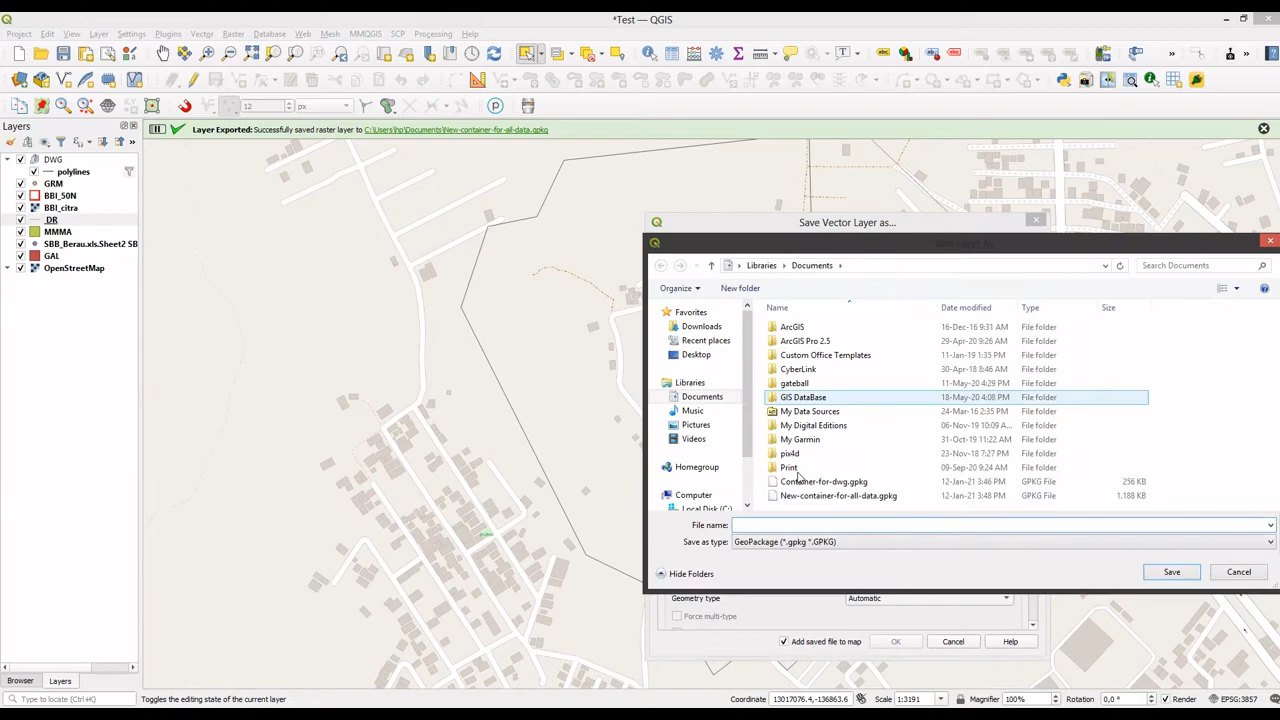 *Test — QGIS
Project Edit View Layer Settings Plugins Vector Raster Database Web Mesh MMQGIS SCP Processing Help
12 px
Layers
Layer Exported: Successfully saved raster layer to C:\Users\hp\Documents\New-container-for-all-data.gpkg
DWG
polylines
GRM
BBI_50N
BBI_citra
DR
MMMA
SBB_Berau.xls.Sheet2 SB
GAL
OpenStreetMap
Save Vector Layer as...
Libraries Documents
Search Documents
Organize New folder
Favorites
Downloads
Recent places
Desktop
Libraries
Documents
Music
Pictures
Videos
Homegroup
Computer
Local Disk (C:)
Name Date modified Type Size
ArcGIS 16-Dec-16 9:31 AM File folder
ArcGIS Pro 2.5 29-Apr-20 9:26 AM File folder
Custom Office Templates 11-Jan-19 1:35 PM File folder
CyberLink 30-Apr-18 8:46 AM File folder
gateball 11-May-20 4:29 PM File folder
GIS DataBase 18-May-20 4:08 PM File folder
My Data Sources 24-Mar-16 2:35 PM File folder
My Digital Editions 06-Nov-19 10:09 A... File folder
My Garmin 31-Oct-19 11:22 AM File folder
pix4d 23-Nov-18 7:27 PM File folder
Print 09-Sep-20 9:24 AM File folder
Container-for-dwg.gpkg 12-Jan-21 3:46 PM GPKG File 256 KB
New-container-for-all-data.gpkg 12-Jan-21 3:48 PM GPKG File 1.188 KB
File name:
Save as type: GeoPackage (*.gpkg *.GPKG)
Hide Folders
Save Cancel
Geometry type Automatic
Force multi-type
Add saved file to map OK Cancel Help
Browser Layers
Type to locate (Ctrl+K) Toggles the editing state of the current layer Coordinate 13017076.4,-136863.6 Scale 1:3191 Magnifier 100% Rotation 0,0 ° Render EPSG:3857